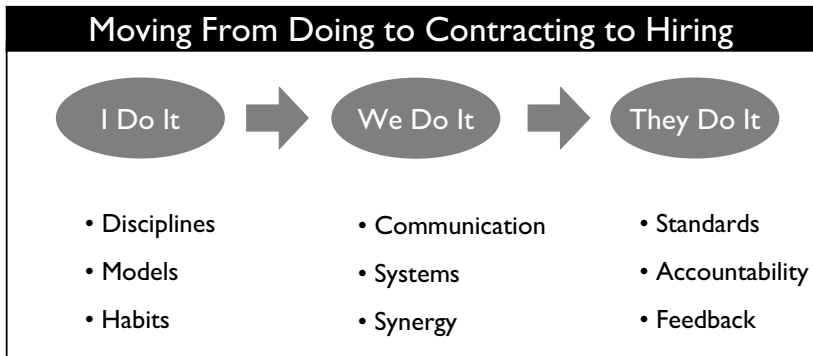 Moving From Doing to Contracting to Hiring
I Do It
We Do It
They Do It
• Disciplines
• Models
• Habits
• Communication
• Systems
• Synergy
• Standards
• Accountability
• Feedback